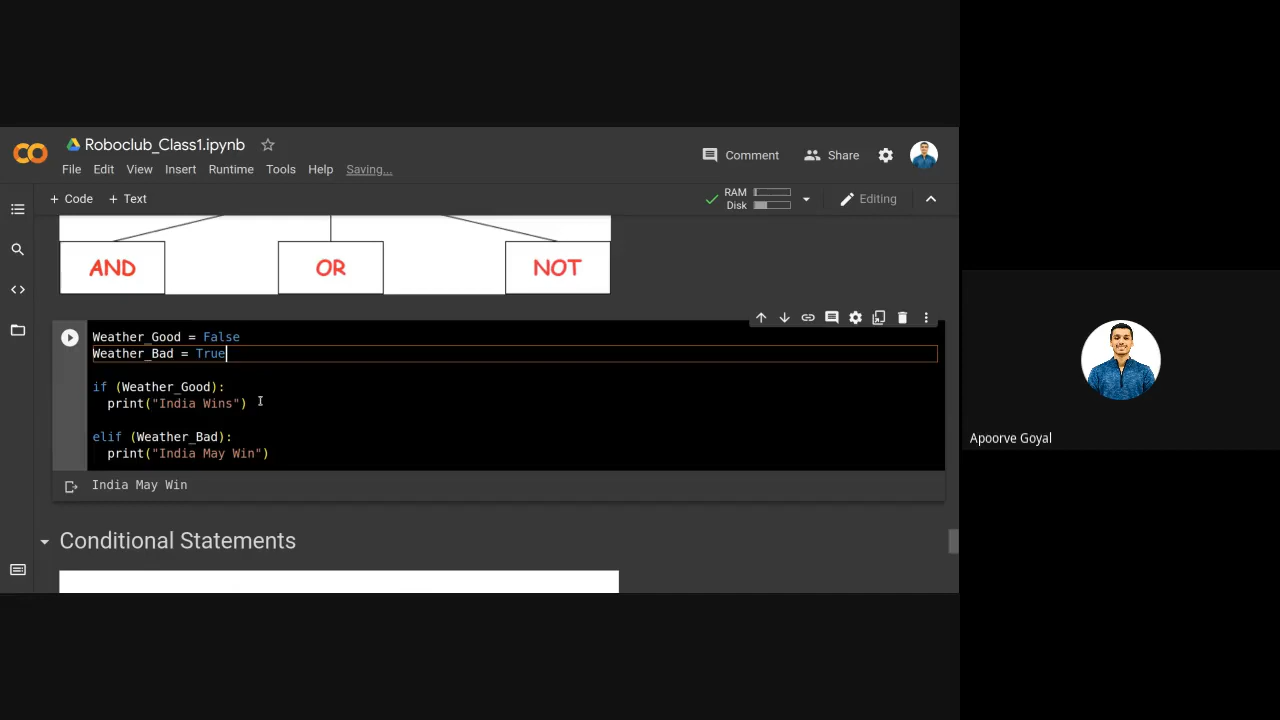 Roboclub_Class1.ipynb
File Edit View Insert Runtime Tools Help Saving...
Comment Share
+ Code + Text
RAM
Disk
Editing
AND OR NOT
Weather_Good = False
Weather_Bad = True
if (Weather_Good):
print("India Wins")
elif (Weather_Bad):
print("India May Win")
India May Win
Conditional Statements
Apoorve Goyal